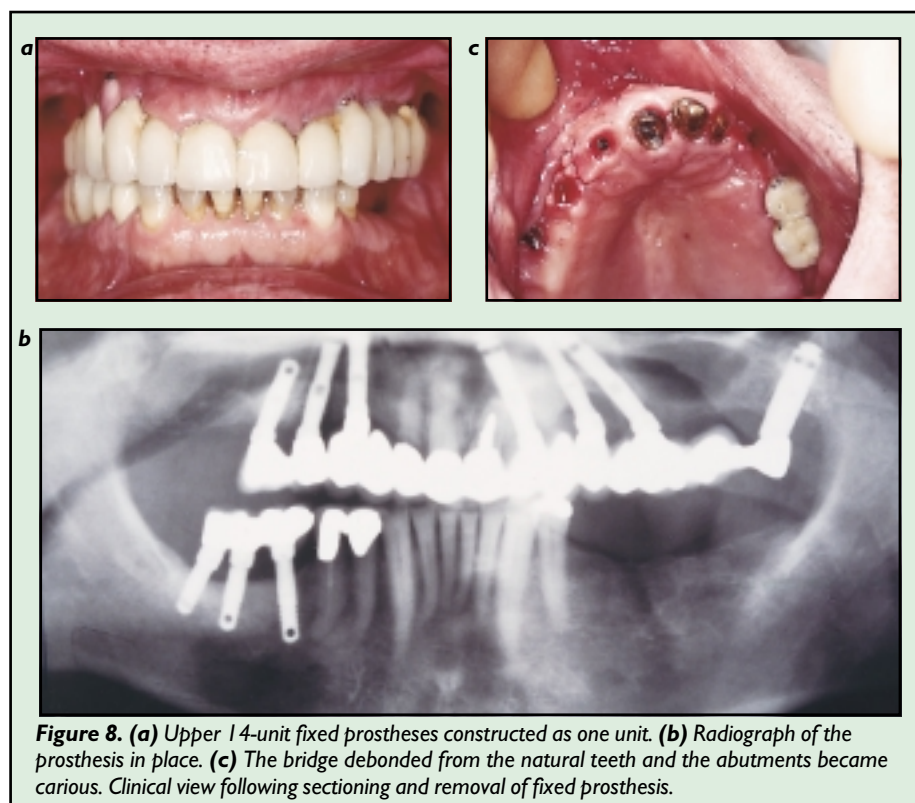 a
c
b
Figure 8. (a) Upper 14-unit fixed prostheses constructed as one unit. (b) Radiograph of the
prosthesis in place. (c) The bridge debonded from the natural teeth and the abutments became
carious. Clinical view following sectioning and removal of fixed prosthesis.